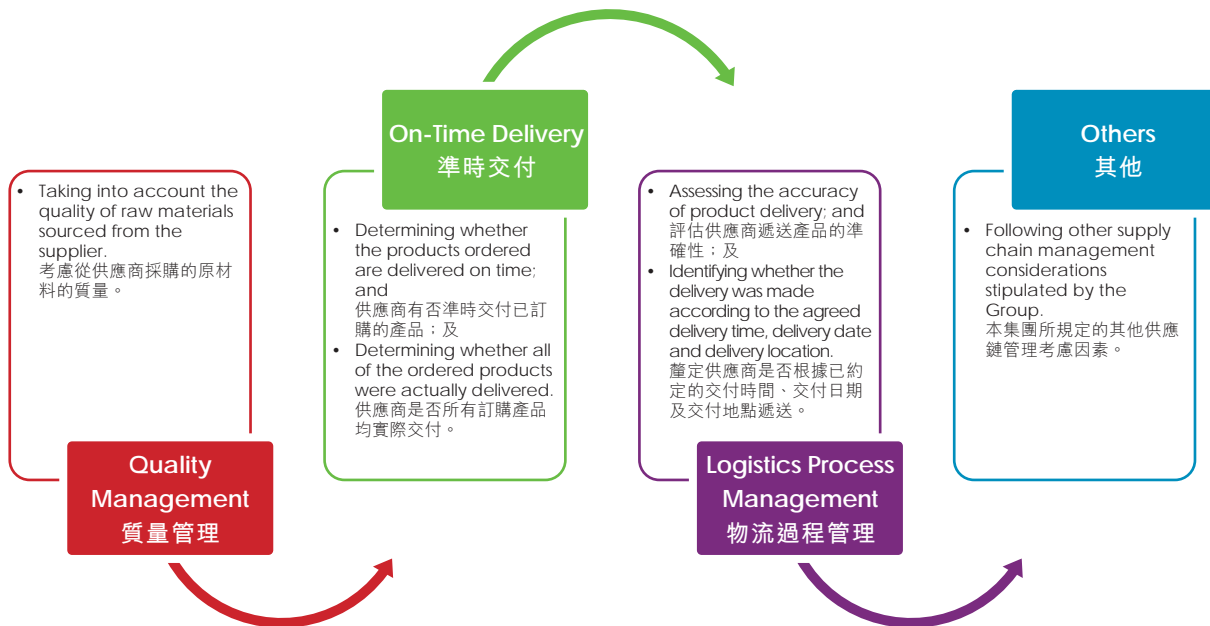 • Taking into account the
quality of raw materials
sourced from the
supplier.
考慮從供應商採購的原材
料的質量。
Quality
Management
質量管理
On-Time Delivery
準時交付
• Determining whether
the products ordered
are delivered on time;
and
供應商有否準時交付已訂
購的產品；及
• Determining whether all
of the ordered products
were actually delivered.
供應商是否所有訂購產品
均實際交付。
• Assessing the accuracy
of product delivery; and
評估供應商遞送產品的準
確性；及
• Identifying whether the
delivery was made
according to the agreed
delivery time, delivery date
and delivery location.
釐定供應商是否根據已約
定的交付時間、交付日期
及交付地點遞送。
Logistics Process
Management
物流過程管理
Others
其他
• Following other supply
chain management
considerations
stipulated by the
Group.
本集團所規定的其他供應
鏈管理考慮因素。